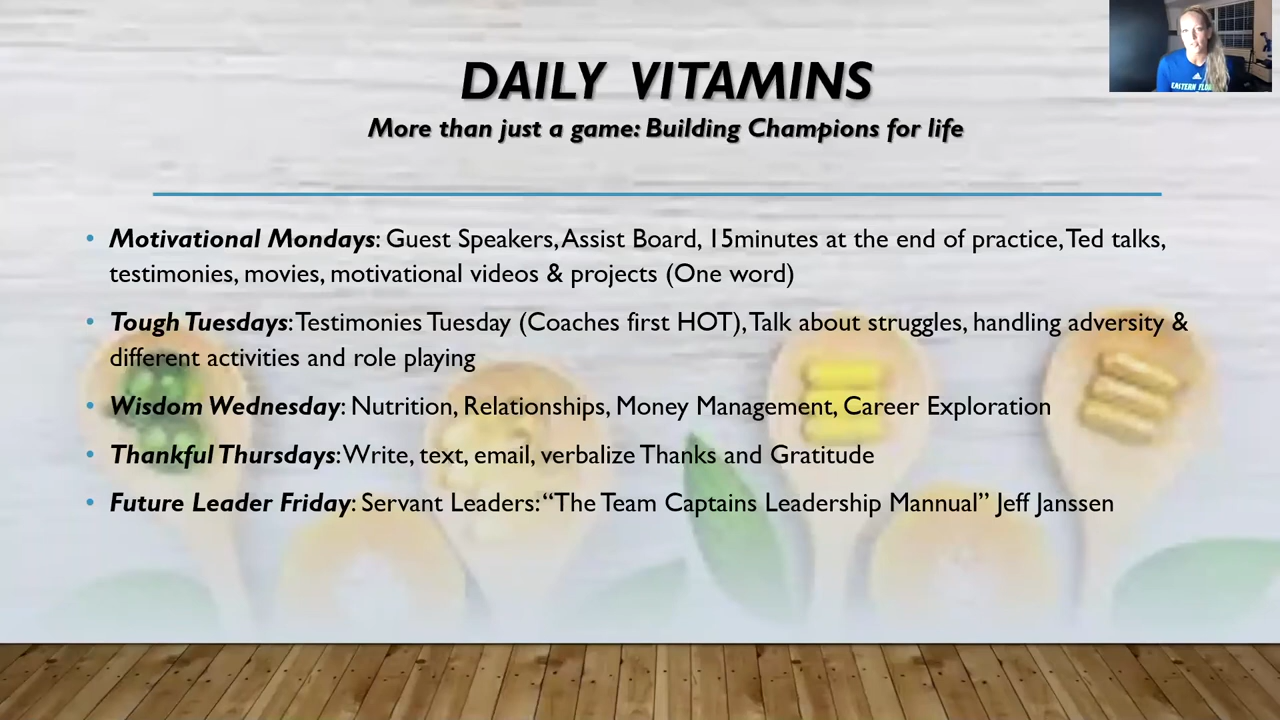 DAILY VITAMINS
More than just a game: Building Champions for life
• Motivational Mondays: Guest Speakers, Assist Board, 15minutes at the end of practice, Ted talks,
testimonies, movies, motivational videos & projects (One word)
• Tough Tuesdays: Testimonies Tuesday (Coaches first HOT), Talk about struggles, handling adversity &
different activities and role playing
• Wisdom Wednesday: Nutrition, Relationships, Money Management, Career Exploration
• Thankful Thursdays: Write, text, email, verbalize Thanks and Gratitude
• Future Leader Friday: Servant Leaders: “The Team Captains Leadership Mannual” Jeff Janssen
EASTERN